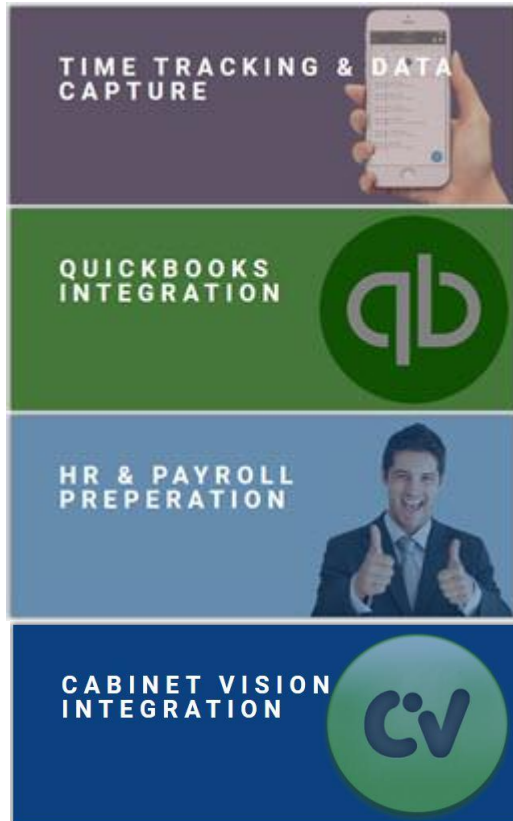 TIME TRACKING & DATA
CAPTURE
QUICKBOOKS
INTEGRATION
qb
HR & PAYROLL
PREPERATION
CABINET VISION
INTEGRATION
CV